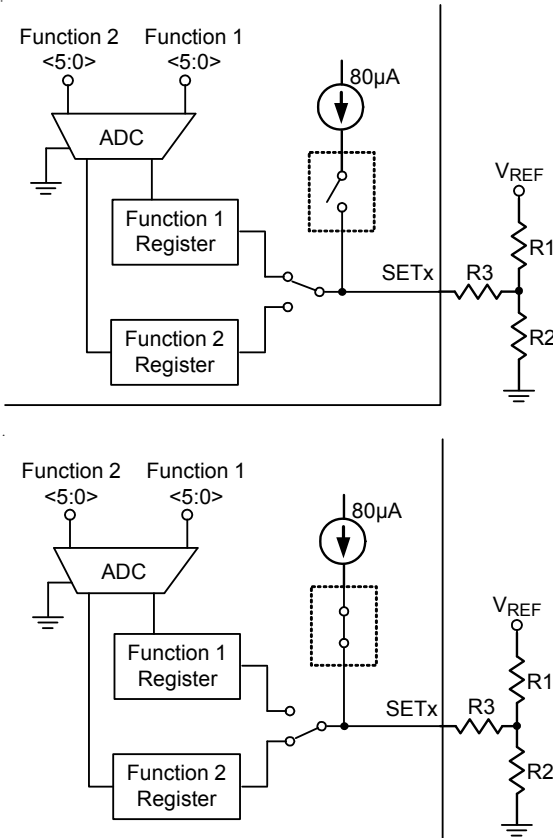 Function 2 Function 1
<5:0> <5:0>
80µA
ADC
VREF
Function 1
Register
R1
SETx R3
R2
Function 2
Register
Function 2 Function 1
<5:0> <5:0>
80µA
ADC
VREF
Function 1
Register
R1
SETx R3
R2
Function 2
Register